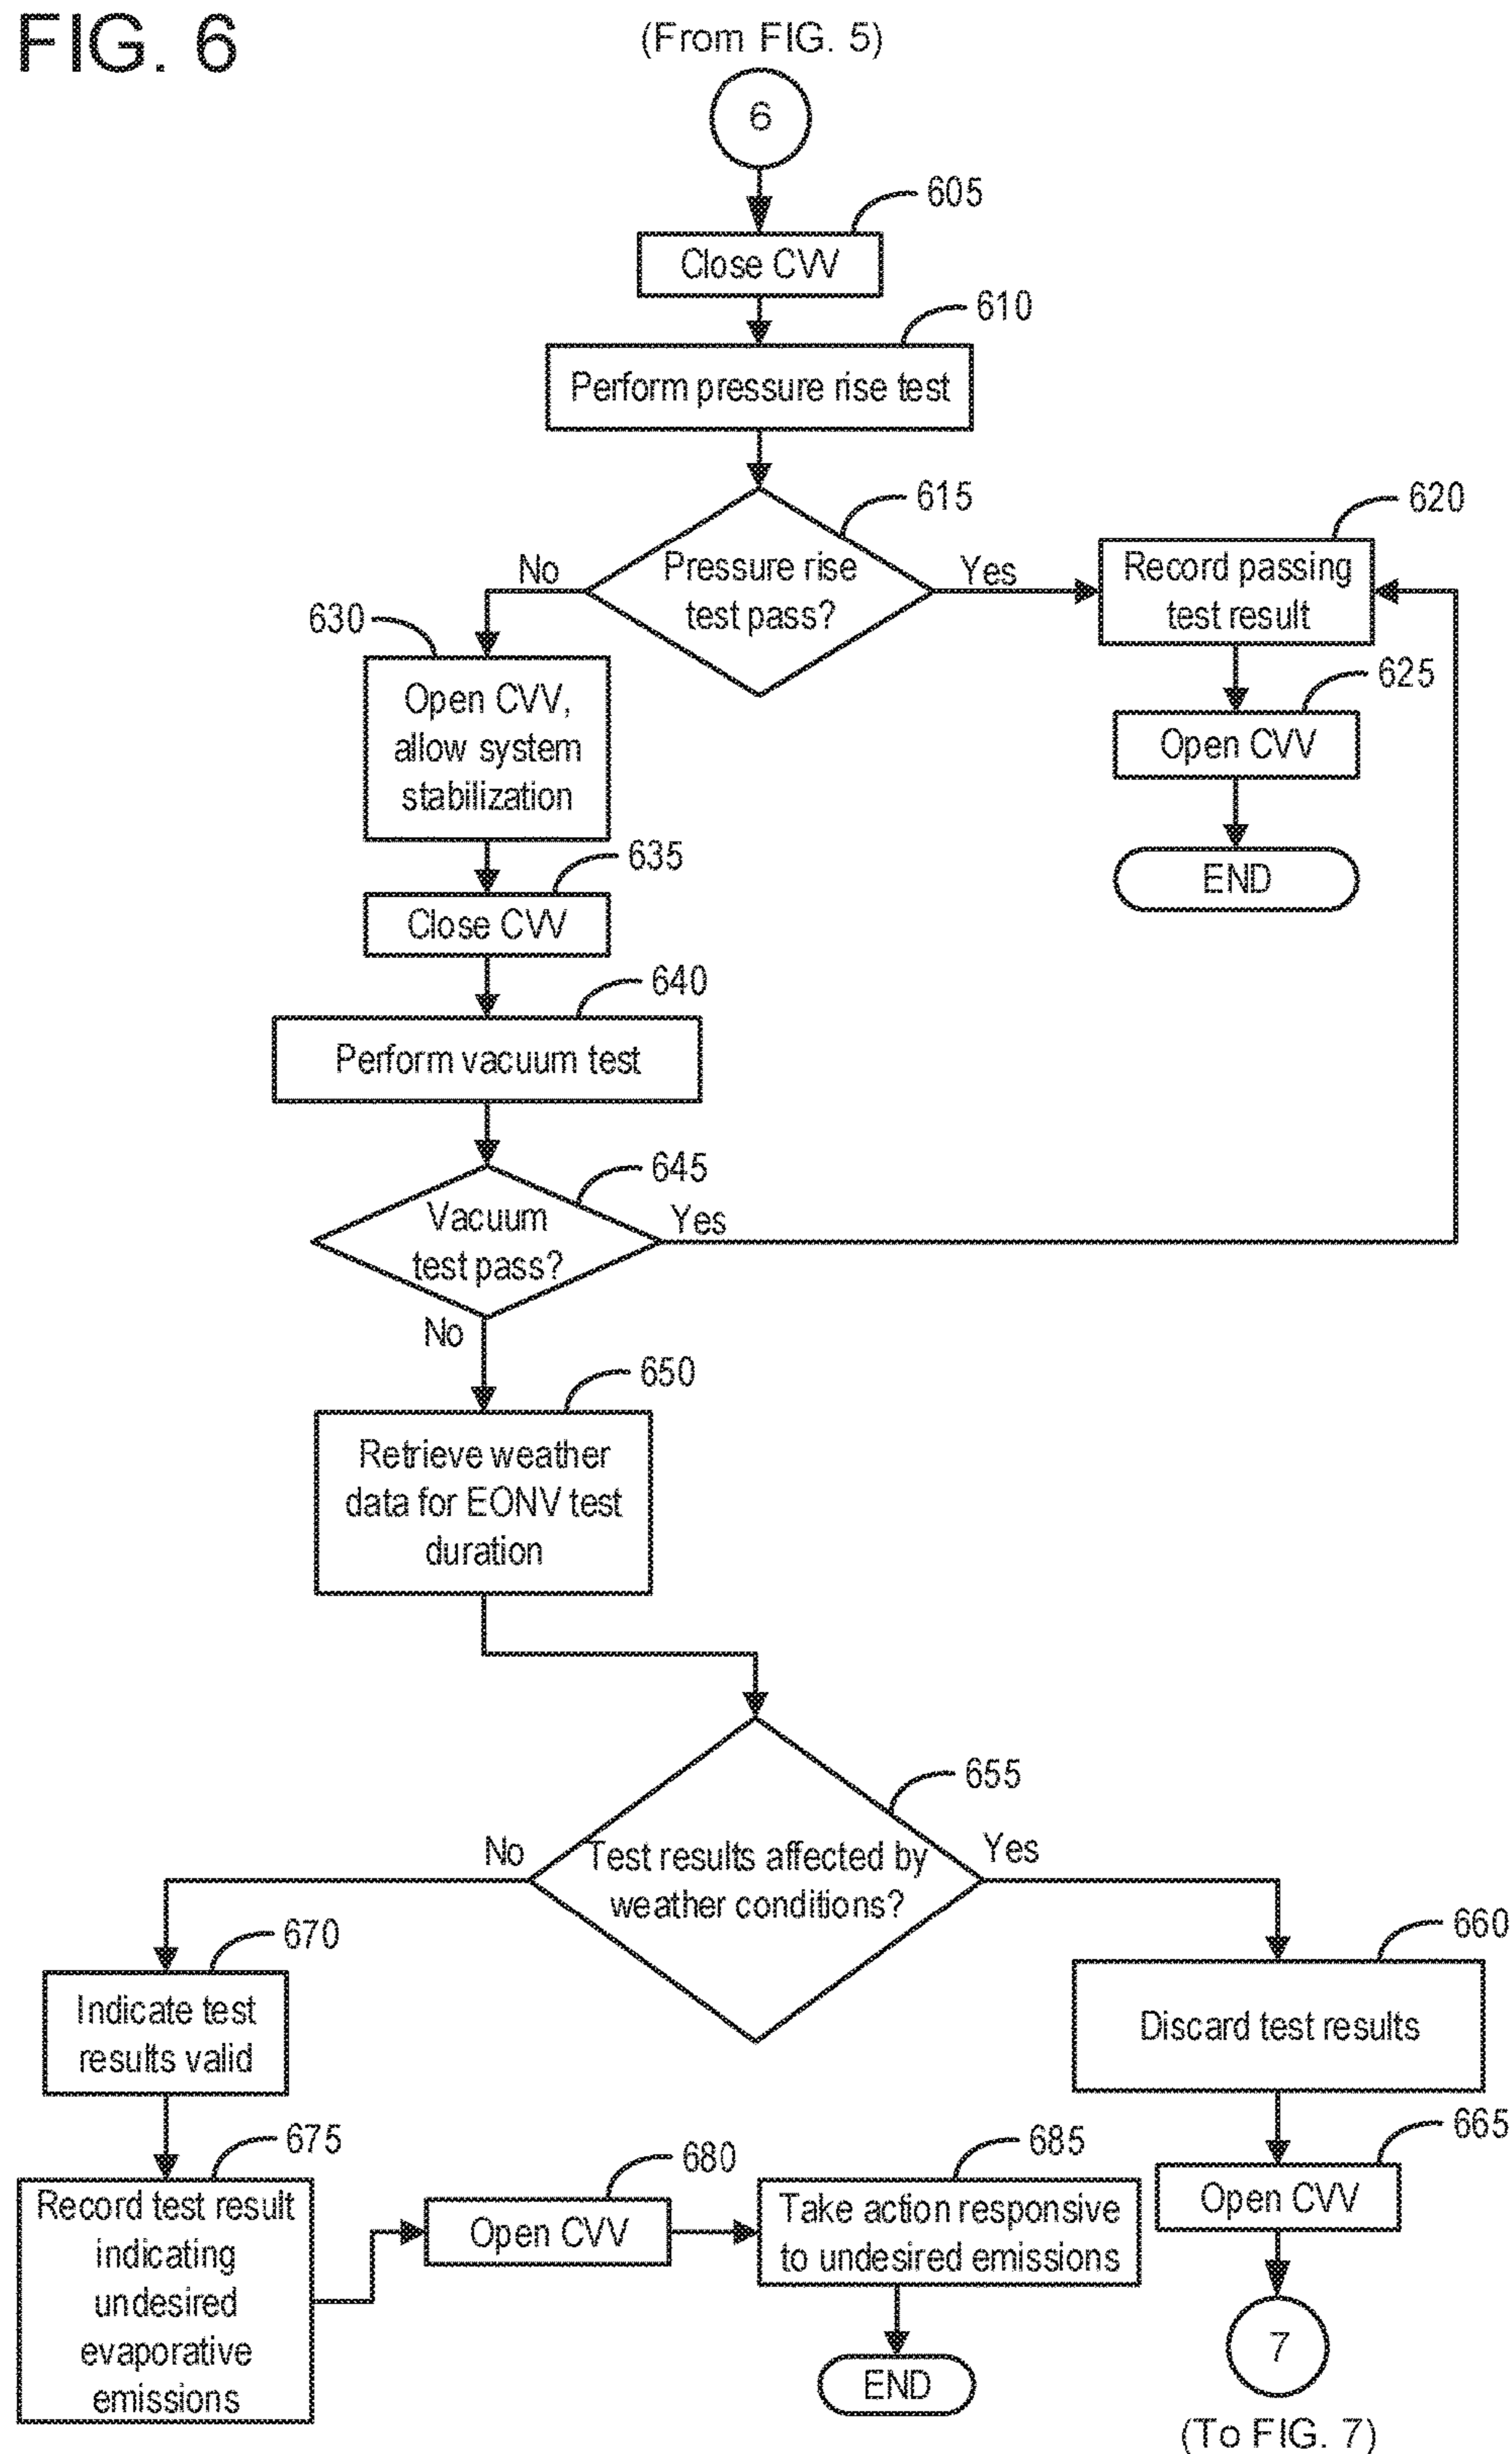 FIG. 6
(From FIG. 5)
6
605
Close CVV
610
Perform pressure rise test
615
Pressure rise
test pass?
No
Yes
620
Record passing
test result
625
Open CVV
END
630
Open CVV,
allow system
stabilization
635
Close CVV
640
Perform vacuum test
645
Vacuum
test pass?
Yes
No
650
Retrieve weather
data for EONV test
duration
655
Test results affected by
weather conditions?
No
Yes
660
Discard test results
665
Open CVV
7
(To FIG. 7)
670
Indicate test
results valid
675
Record test result
indicating
undesired
evaporative
emissions
680
Open CVV
685
Take action responsive
to undesired emissions
END